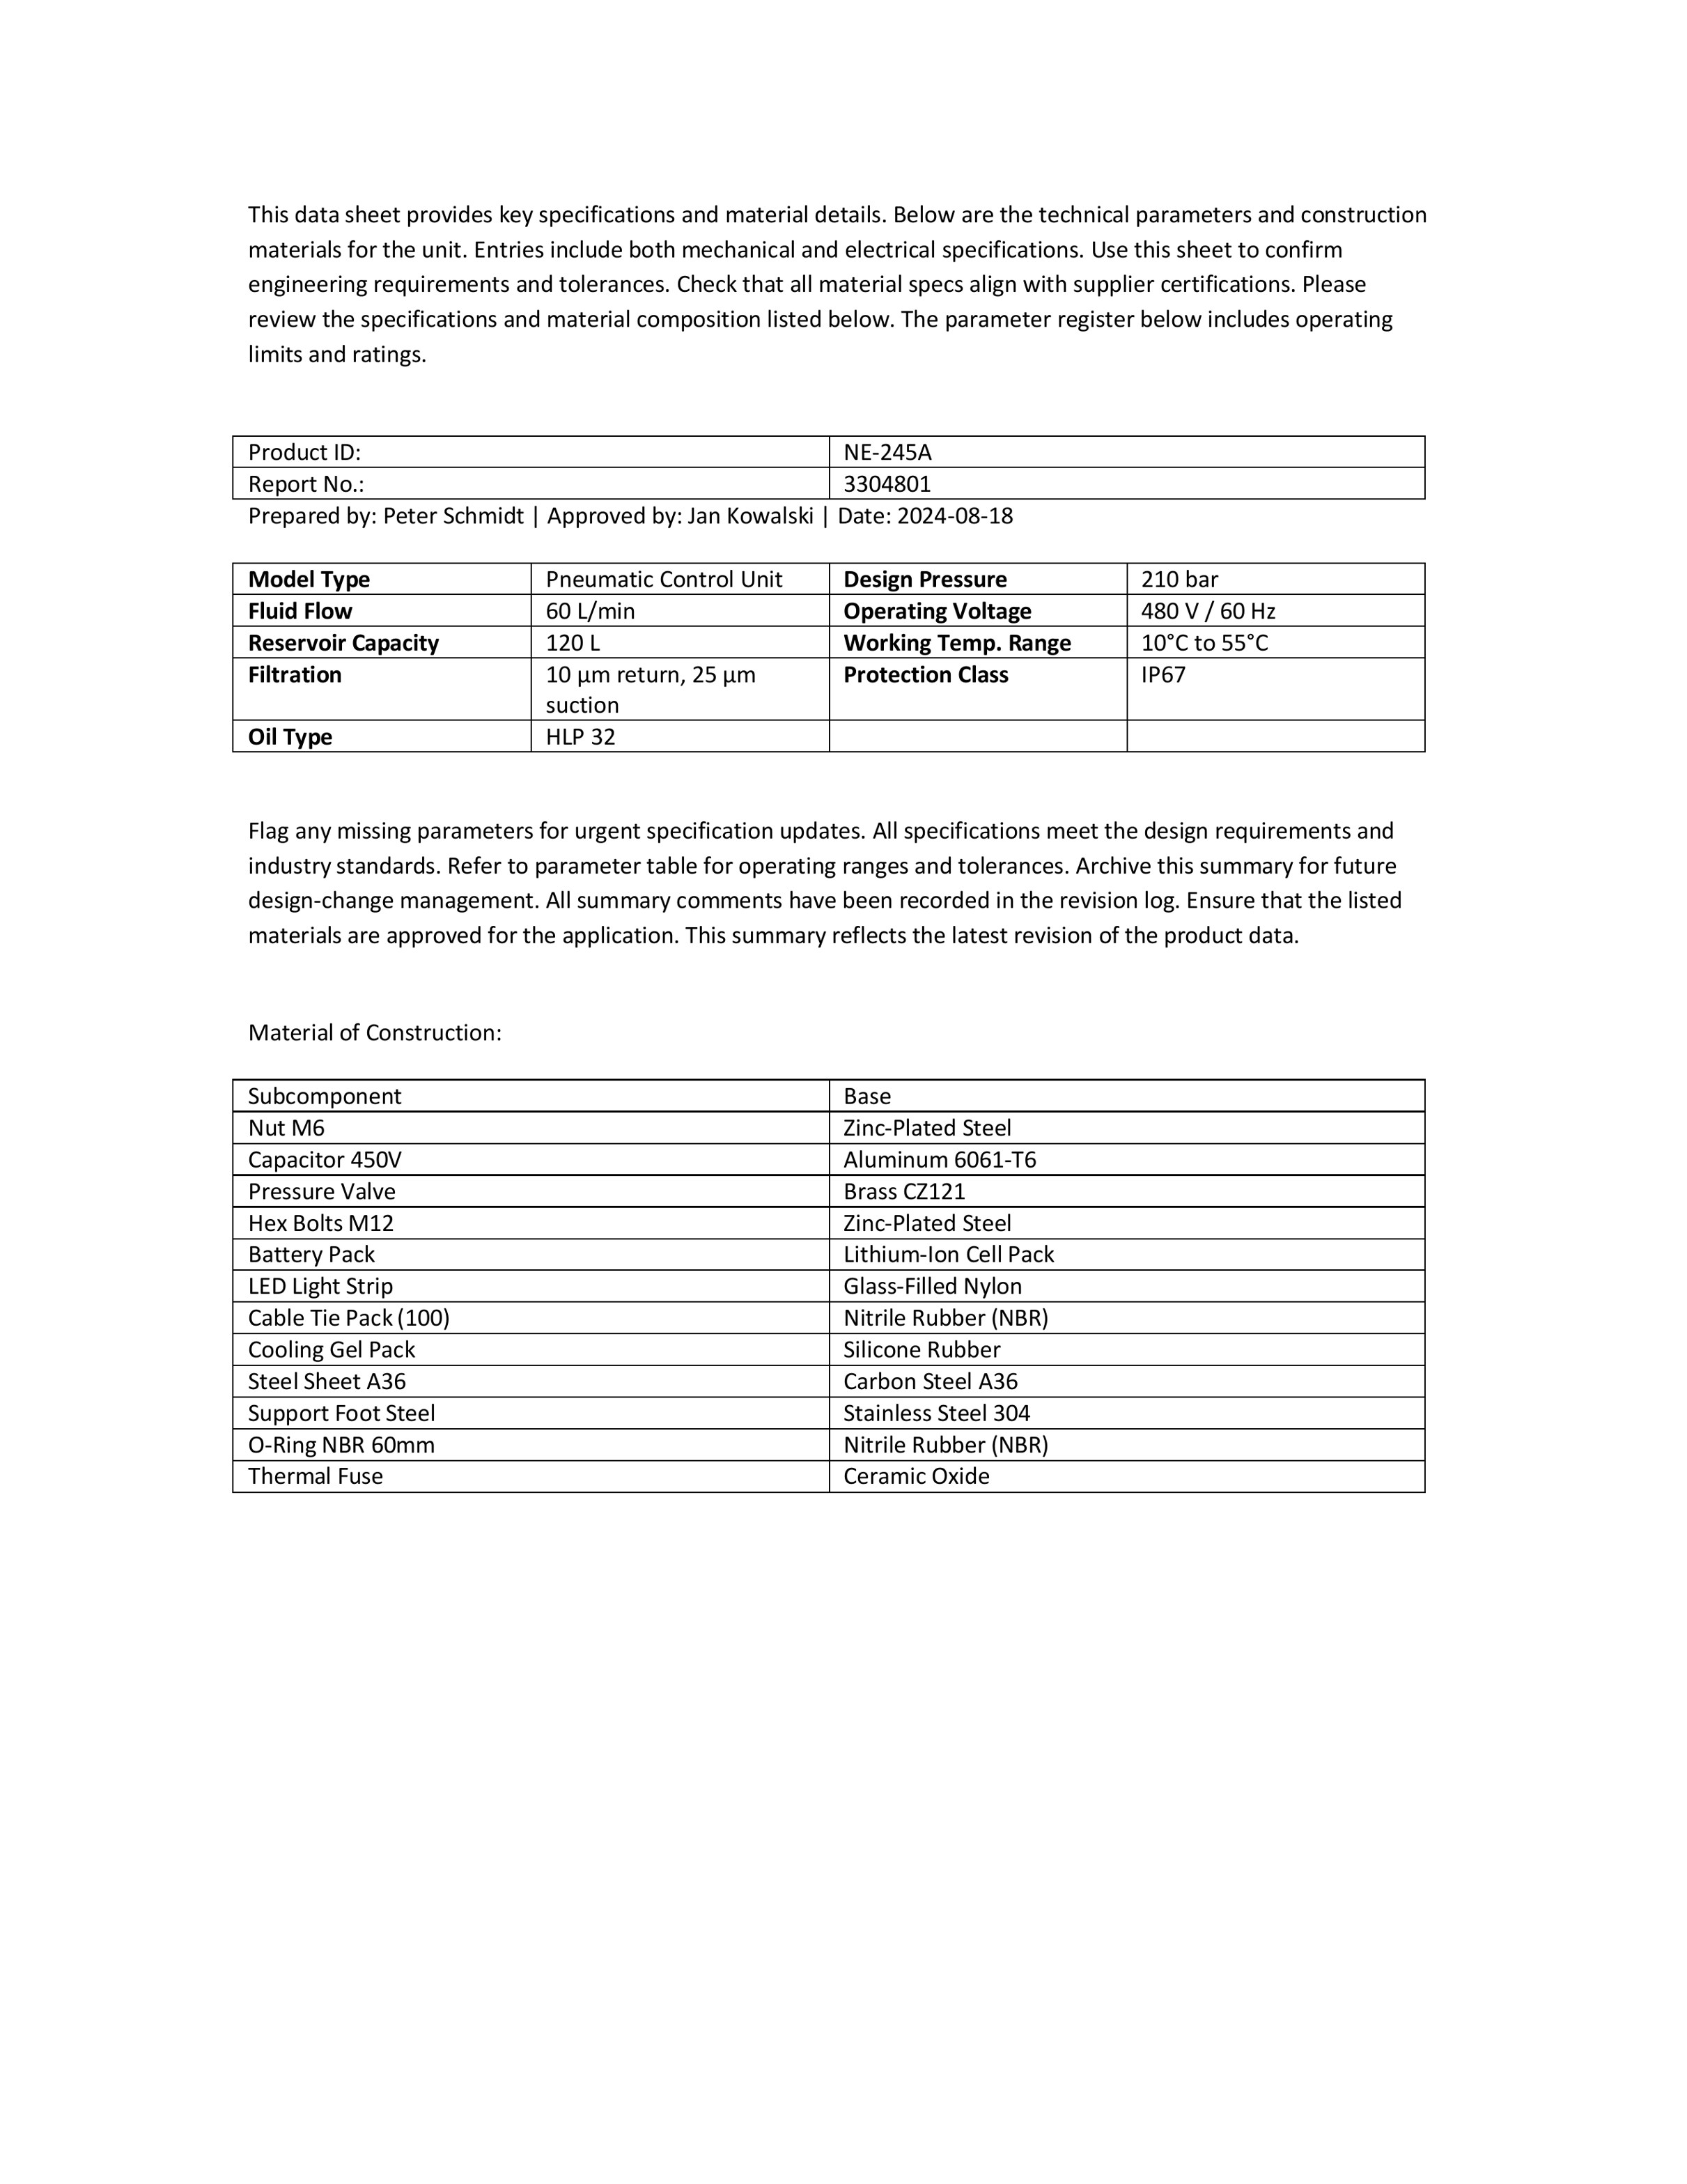 This data sheet provides key specifications and material details. Below are the technical parameters and construction
materials for the unit. Entries include both mechanical and electrical specifications. Use this sheet to confirm
engineering requirements and tolerances. Check that all material specs align with supplier certifications. Please
review the specifications and material composition listed below. The parameter register below includes operating
limits and ratings.
Product ID: NE-245A
Report No.: 3304801
Prepared by: Peter Schmidt | Approved by: Jan Kowalski | Date: 2024-08-18
Model Type Pneumatic Control Unit Design Pressure 210 bar
Fluid Flow 60 L/min Operating Voltage 480 V / 60 Hz
Reservoir Capacity 120 L Working Temp. Range 10°C to 55°C
Filtration 10 µm return, 25 µm Protection Class IP67
suction
Oil Type HLP 32
Flag any missing parameters for urgent specification updates. All specifications meet the design requirements and
industry standards. Refer to parameter table for operating ranges and tolerances. Archive this summary for future
design-change management. All summary comments have been recorded in the revision log. Ensure that the listed
materials are approved for the application. This summary reflects the latest revision of the product data.
Material of Construction:
Subcomponent Base
Nut M6 Zinc-Plated Steel
Capacitor 450V Aluminum 6061-T6
Pressure Valve Brass CZ121
Hex Bolts M12 Zinc-Plated Steel
Battery Pack Lithium-Ion Cell Pack
LED Light Strip Glass-Filled Nylon
Cable Tie Pack (100) Nitrile Rubber (NBR)
Cooling Gel Pack Silicone Rubber
Steel Sheet A36 Carbon Steel A36
Support Foot Steel Stainless Steel 304
O-Ring NBR 60mm Nitrile Rubber (NBR)
Thermal Fuse Ceramic Oxide